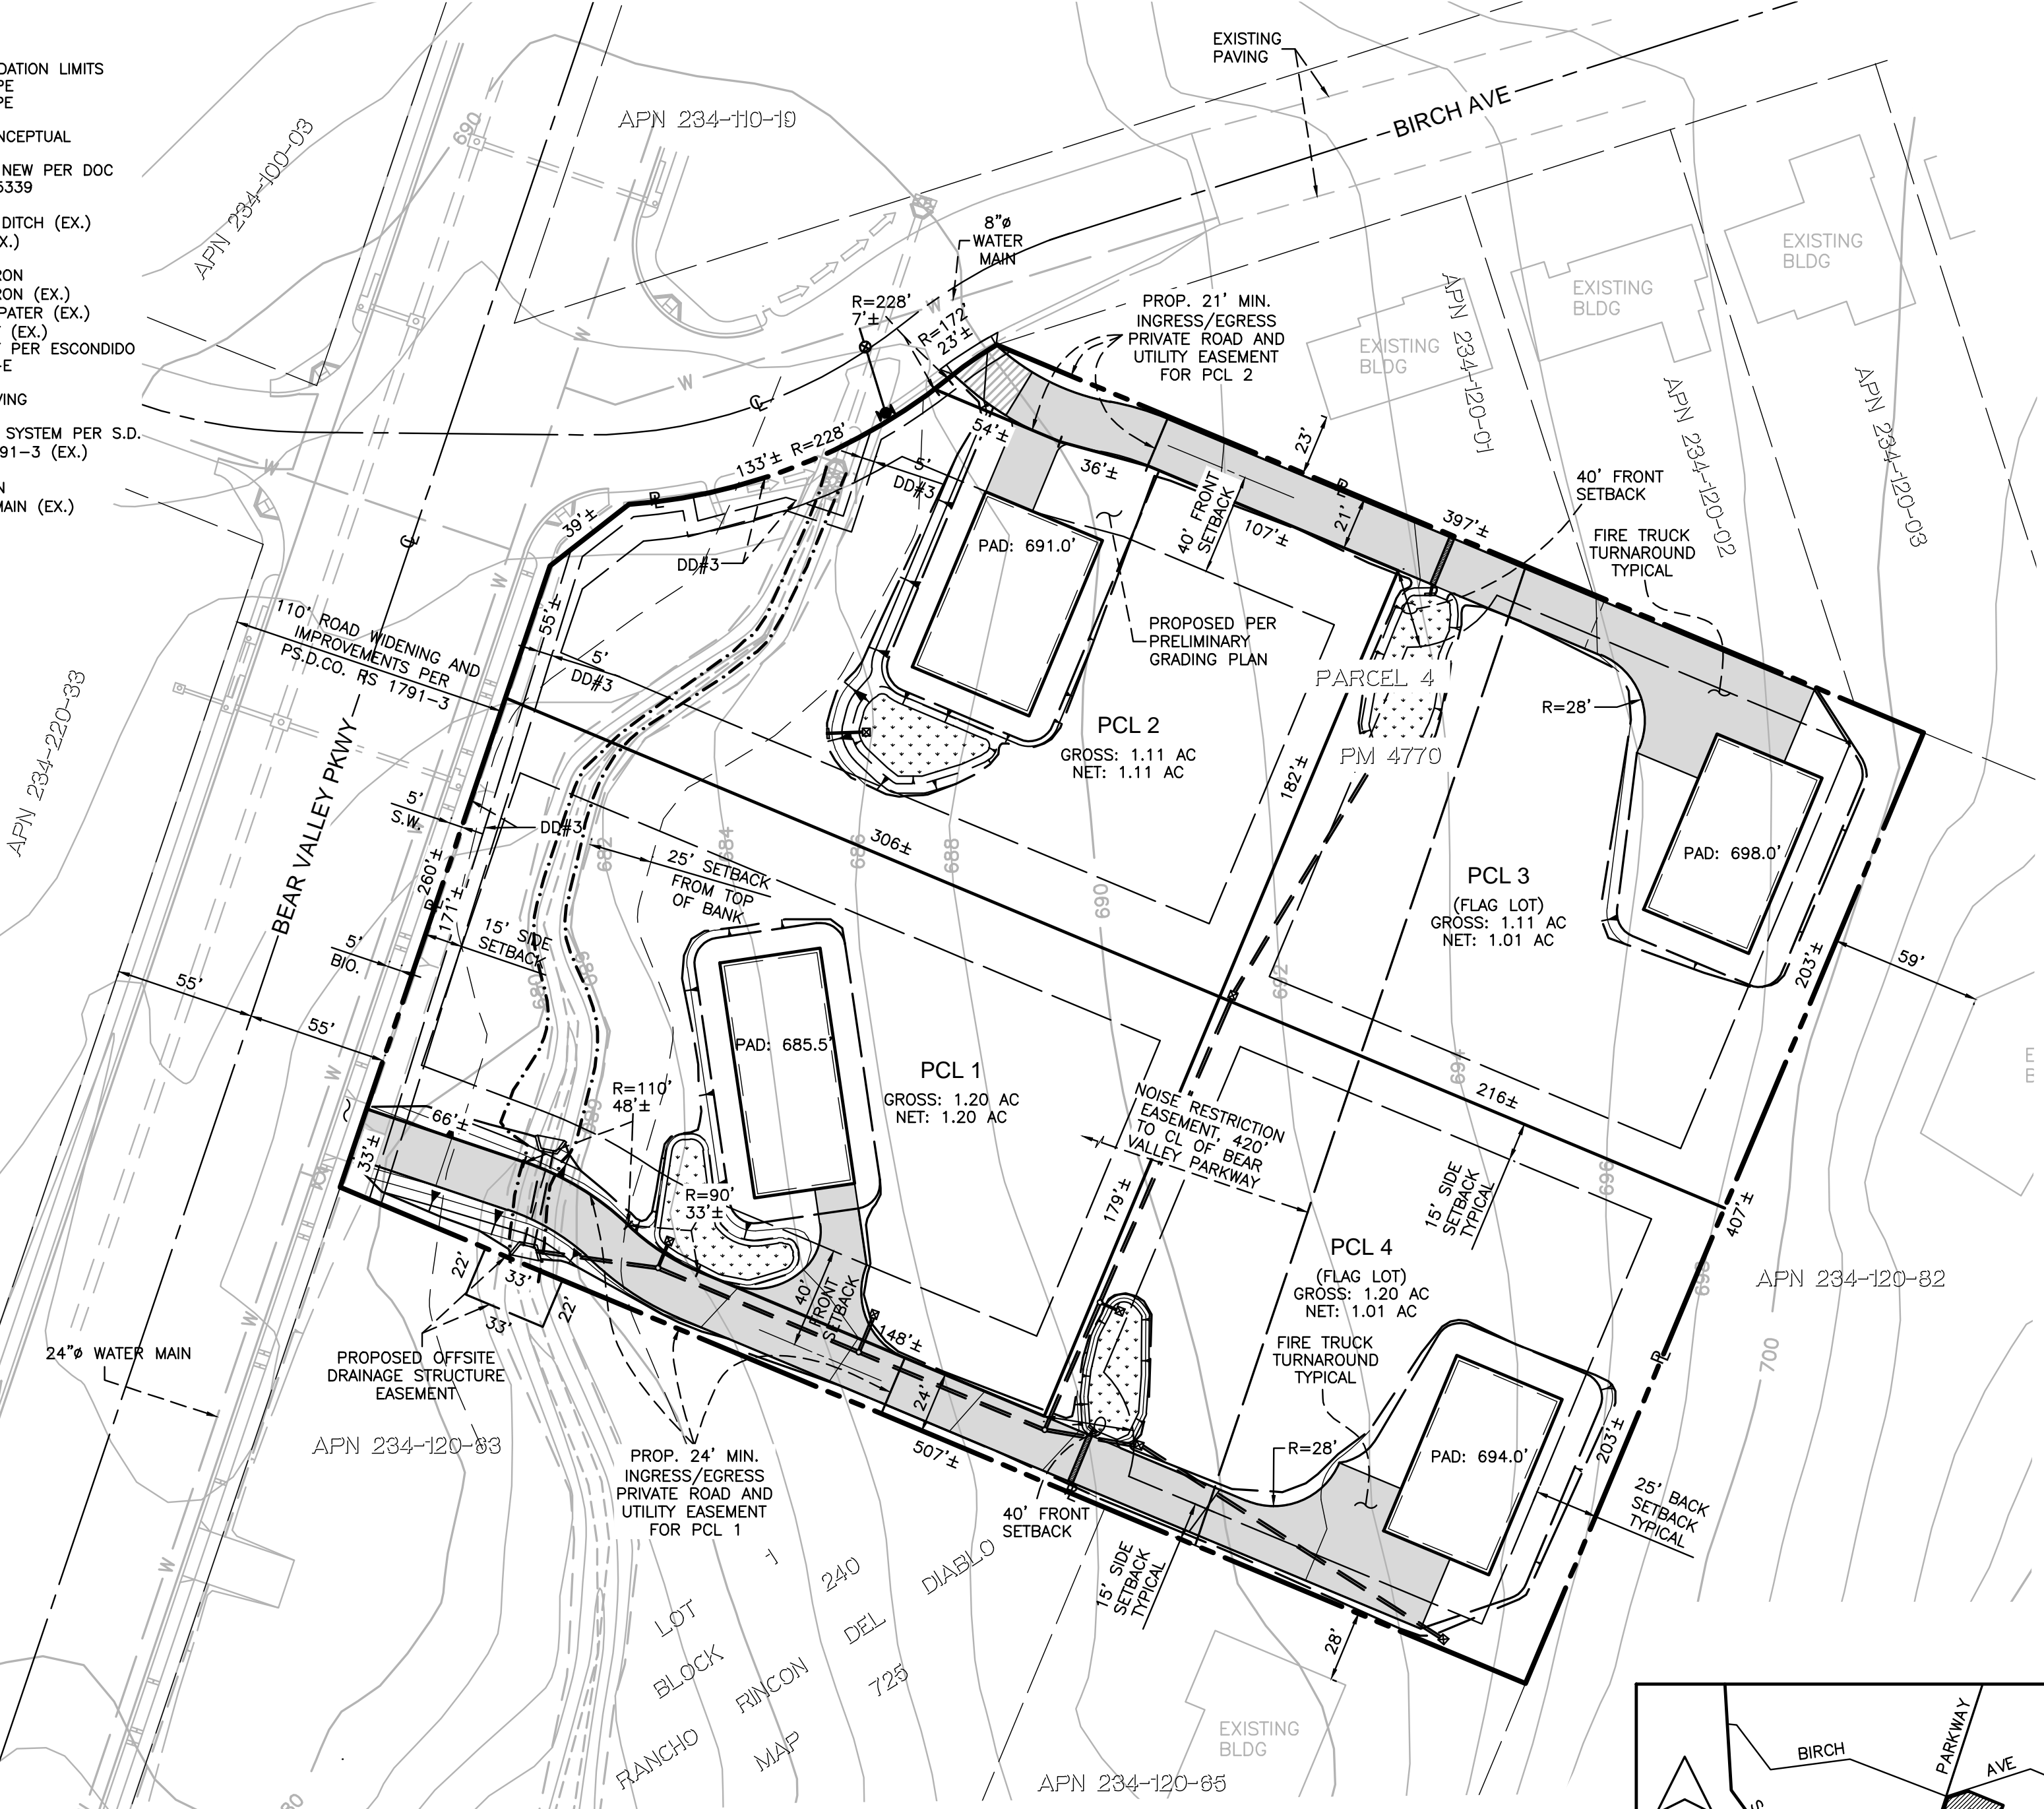 DATION LIMITS
PE
PE
NCEPTUAL
NEW PER DOC
5339
DITCH (EX.)
X.)
RON
RON (EX.)
PATER (EX.)
(EX.)
PER ESCONDIDO
-E
VING
SYSTEM PER S.D.
91-3 (EX.)
N
MAIN (EX.)
APN 234-100-03
690
APN 234-110-19
EXISTING
PAVING
BIRCH AVE
8"ø
WATER
MAIN
W
W
W
W
W
EXISTING
BLDG
EXISTING
BLDG
EXISTING
BLDG
APN 234-120-01
APN 234-120-02
APN 234-120-03
R=228'
7'±
R=172'
23'±
PROP. 21' MIN.
INGRESS/EGRESS
PRIVATE ROAD AND
UTILITY EASEMENT
FOR PCL 2
23'
54'±
36'±
133'± R=228'
5'
DD#3
DD#3
39'±
55'±
5'
DD#3
40' FRONT
SETBACK
107'±
21'
397'±
40' FRONT
SETBACK
FIRE TRUCK
TURNAROUND
TYPICAL
PAD: 691.0'
PROPOSED PER
PRELIMINARY
GRADING PLAN
PARCEL 4
PM 4770
R=28'
110' ROAD WIDENING AND
IMPROVEMENTS PER
PS.D.CO. RS 1791-3
APN 234-220-33
BEAR VALLEY PKWY
PCL 2
GROSS: 1.11 AC
NET: 1.11 AC
182'±
5'
S.W.
DD#3
306±
682
684
686
688
690
692
694
696
698
700
25' SETBACK
FROM TOP
OF BANK
260'±
171'±
15' SIDE
SETBACK
5'
BIO.
55'
55'
PCL 3
(FLAG LOT)
GROSS: 1.11 AC
NET: 1.01 AC
PAD: 698.0'
203'±
59'
680
PAD: 685.5'
PCL 1
GROSS: 1.20 AC
NET: 1.20 AC
R=110'
48'±
66'±
33'±
R=90'
33'±
NOISE RESTRICTION
EASEMENT, 420'
TO CL OF BEAR
VALLEY PARKWAY
216±
15' SIDE
SETBACK
TYPICAL
179'±
407'±
PCL 4
(FLAG LOT)
GROSS: 1.20 AC
NET: 1.01 AC
FIRE TRUCK
TURNAROUND
TYPICAL
APN 234-120-82
22'
33'
22'
33'
40'
FRONT
SETBACK
148'±
24'
24"ø WATER MAIN
PROPOSED OFFSITE
DRAINAGE STRUCTURE
EASEMENT
APN 234-120-63
PROP. 24' MIN.
INGRESS/EGRESS
PRIVATE ROAD AND
UTILITY EASEMENT
FOR PCL 1
507'±
R=28'
PAD: 694.0'
203'±
25' BACK
SETBACK
TYPICAL
40' FRONT
SETBACK
15' SIDE
SETBACK
TYPICAL
28'
LOT 1
BLOCK 240
RANCHO RINCON DEL DIABLO
MAP 725
EXISTING
BLDG
APN 234-120-65
BIRCH
PARKWAY
AVE